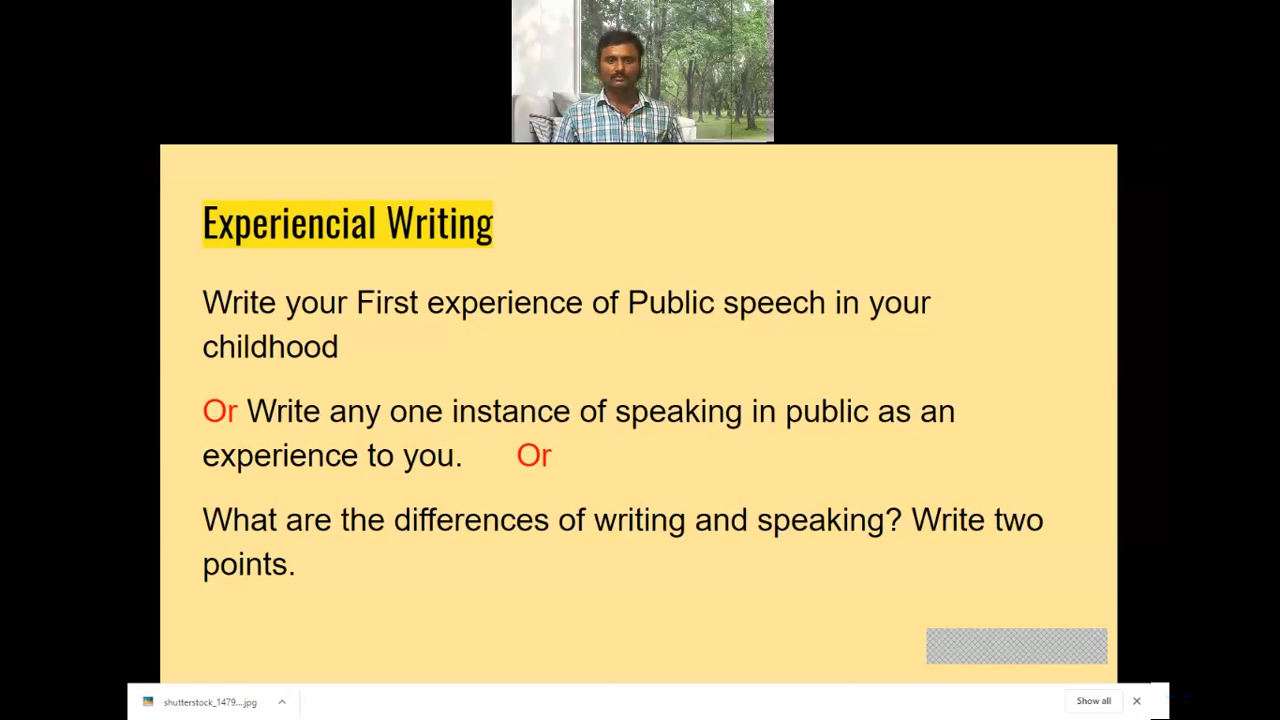 Experiencial Writing
Write your First experience of Public speech in your
childhood
Or Write any one instance of speaking in public as an
experience to you. Or
What are the differences of writing and speaking? Write two
points.
shutterstock_1479....jpg
Show all